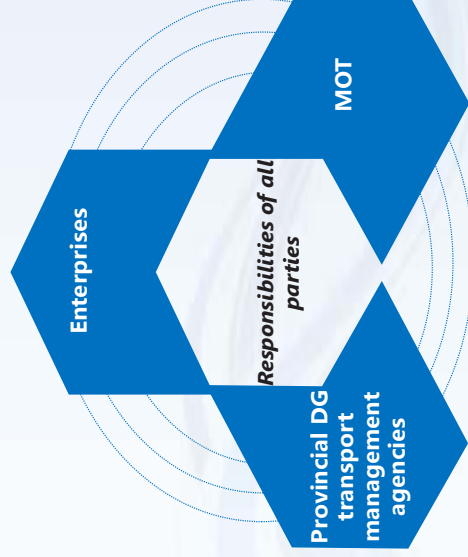 Enterprises
MOT
Responsibilities of all
parties
Provincial DG
transport
management
agencies